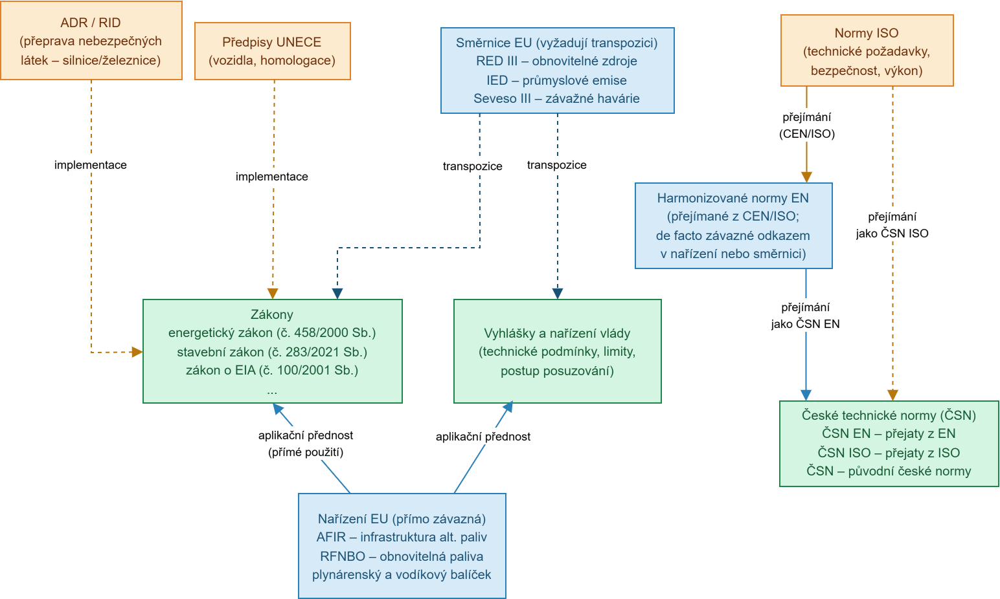 ADR / RID
(přeprava nebezpečných
látek – silnice/železnice)
Předpisy UNECE
(vozidla, homologace)
Směrnice EU (vyžadují transpozici)
RED III – obnovitelné zdroje
IED – průmyslové emise
Seveso III – závažné havárie
Normy ISO
(technické požadavky,
bezpečnost, výkon)
implementace
implementace
transpozice
transpozice
přejímání
(CEN/ISO)
Harmonizované normy EN
(přejímané z CEN/ISO;
de facto závazné odkazem
v nařízení nebo směrnici)
přejímání
jako ČSN ISO
přejímání
jako ČSN EN
Zákony
energetický zákon (č. 458/2000 Sb.)
stavební zákon (č. 283/2021 Sb.)
zákon o EIA (č. 100/2001 Sb.)
...
Vyhlášky a nařízení vlády
(technické podmínky, limity,
postup posuzování)
České technické normy (ČSN)
ČSN EN – přejaty z EN
ČSN ISO – přejaty z ISO
ČSN – původní české normy
aplikační přednost
(přímé použití)
aplikační přednost
Nařízení EU (přímo závazná)
AFIR – infrastruktura alt. paliv
RFNBO – obnovitelná paliva
plynárenský a vodíkový balíček